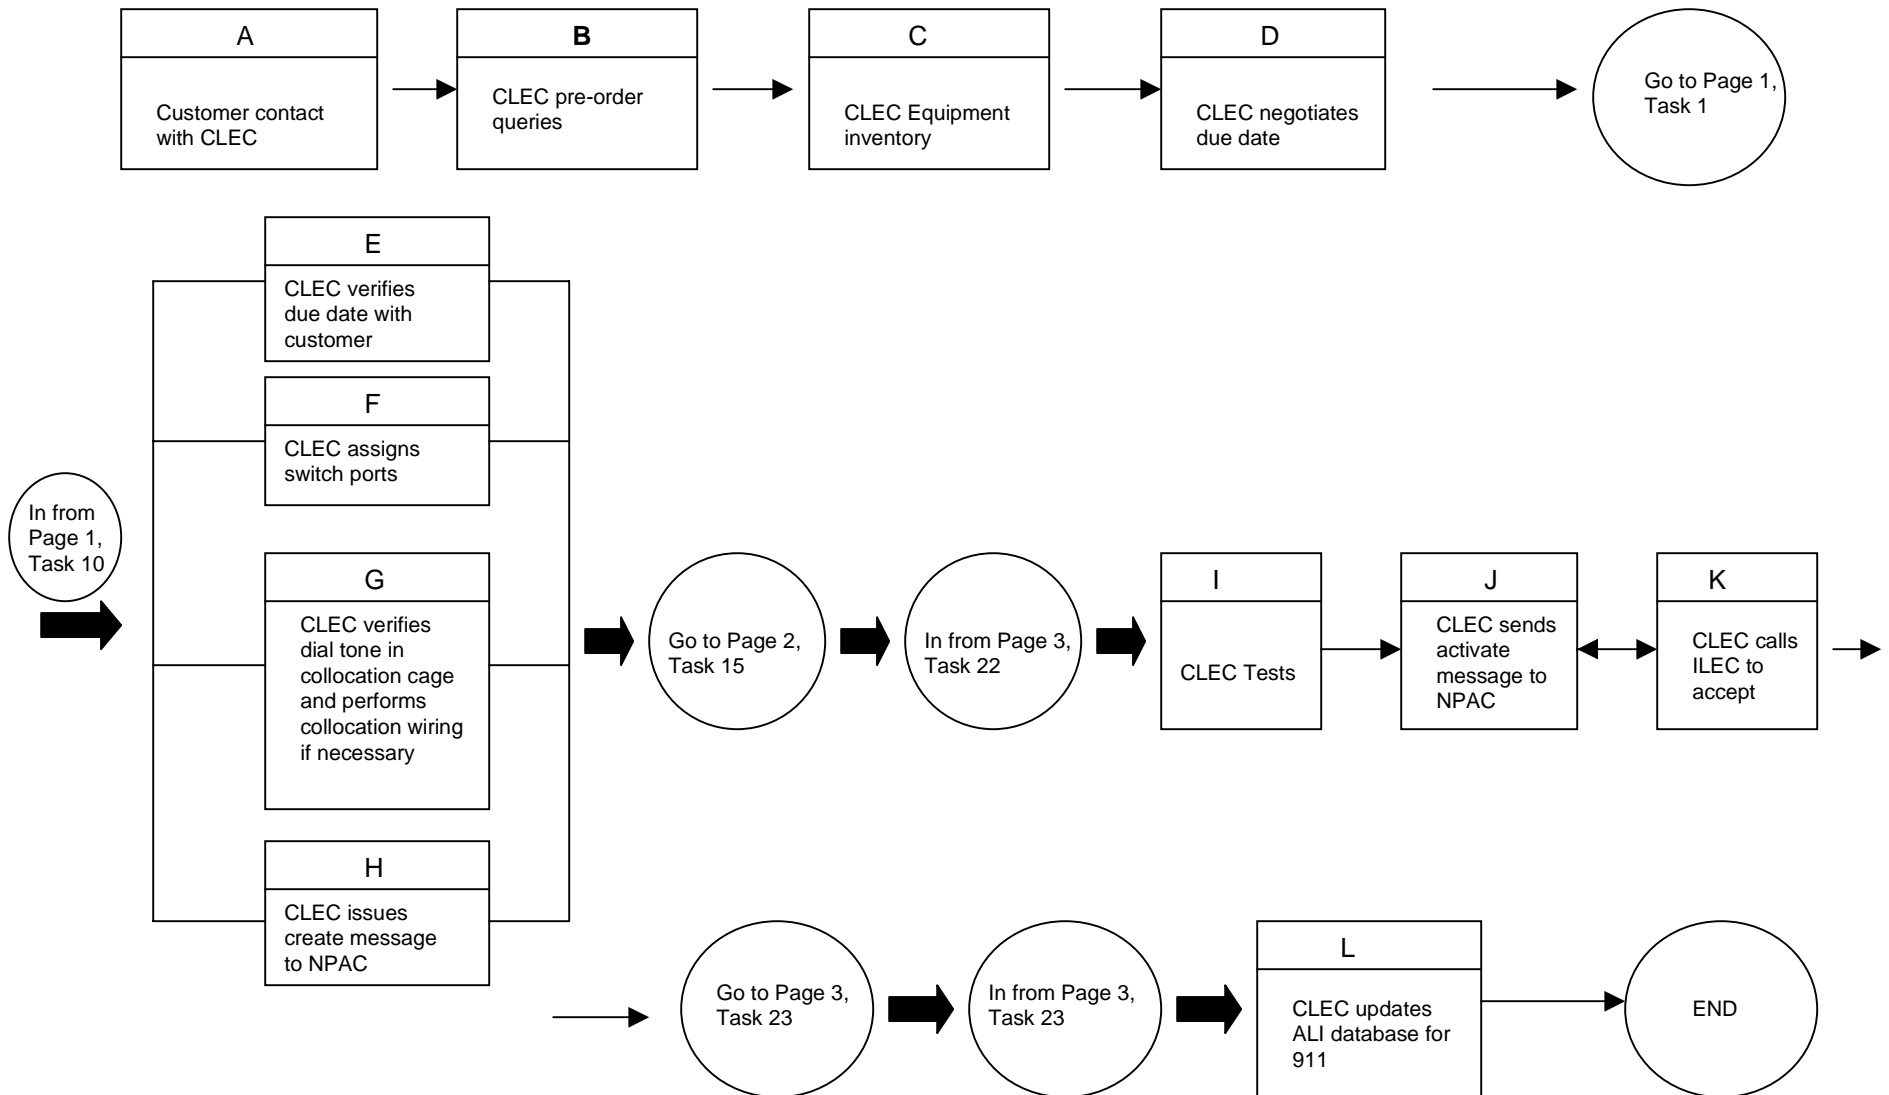 A
Customer contact
with CLEC
B
CLEC pre-order
queries
C
CLEC Equipment
inventory
D
CLEC negotiates
due date
Go to Page 1,
Task 1
E
CLEC verifies
due date with
customer
F
CLEC assigns
switch ports
In from
Page 1,
Task 10
G
CLEC verifies
dial tone in
collocation cage
and performs
collocation wiring
if necessary
H
CLEC issues
create message
to NPAC
Go to Page 2,
Task 15
In from Page 3,
Task 22
I
CLEC Tests
J
CLEC sends
activate
message to
NPAC
K
CLEC calls
ILEC to
accept
Go to Page 3,
Task 23
In from Page 3,
Task 23
L
CLEC updates
ALI database for
911
END